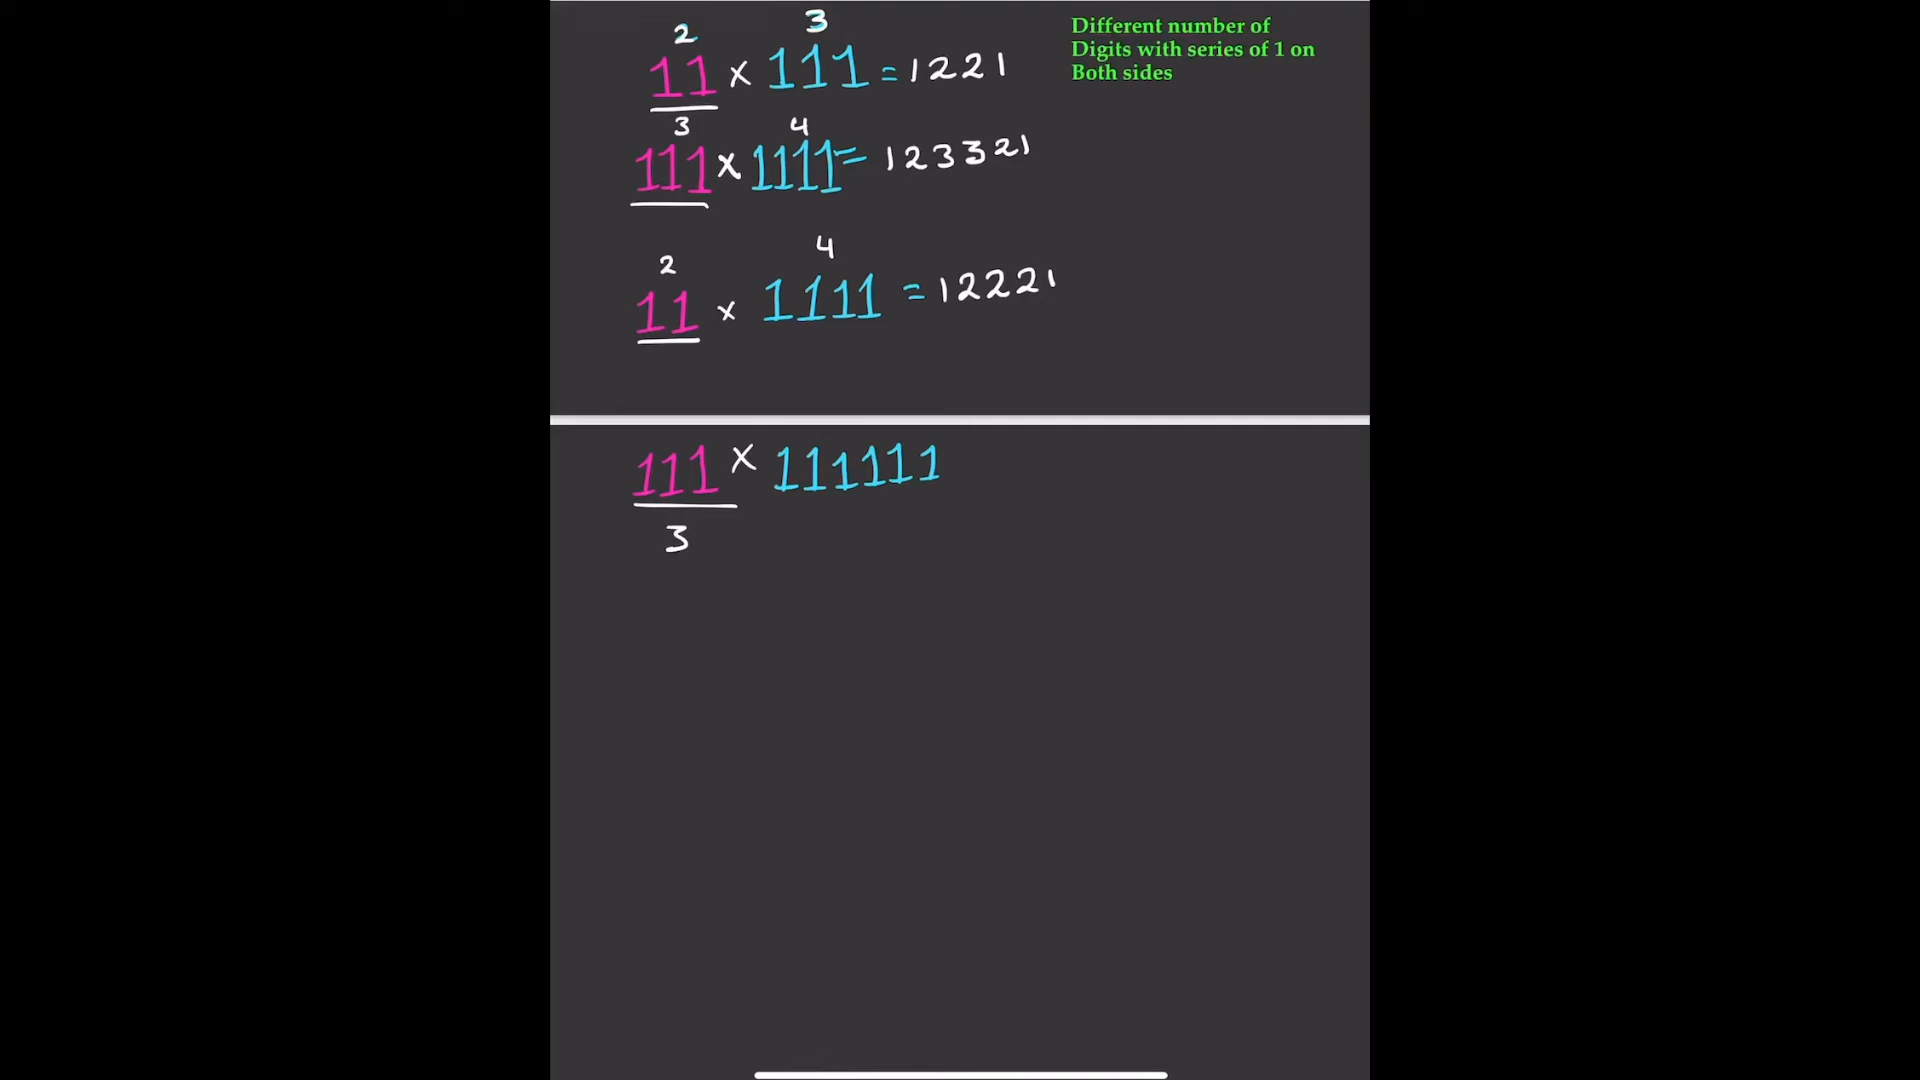 2 3
11 × 111 = 1221
Different number of
Digits with series of 1 on
Both sides
3 4
111 × 1111 = 123321
2 4
11 × 1111 = 12221
111 × 111111
3